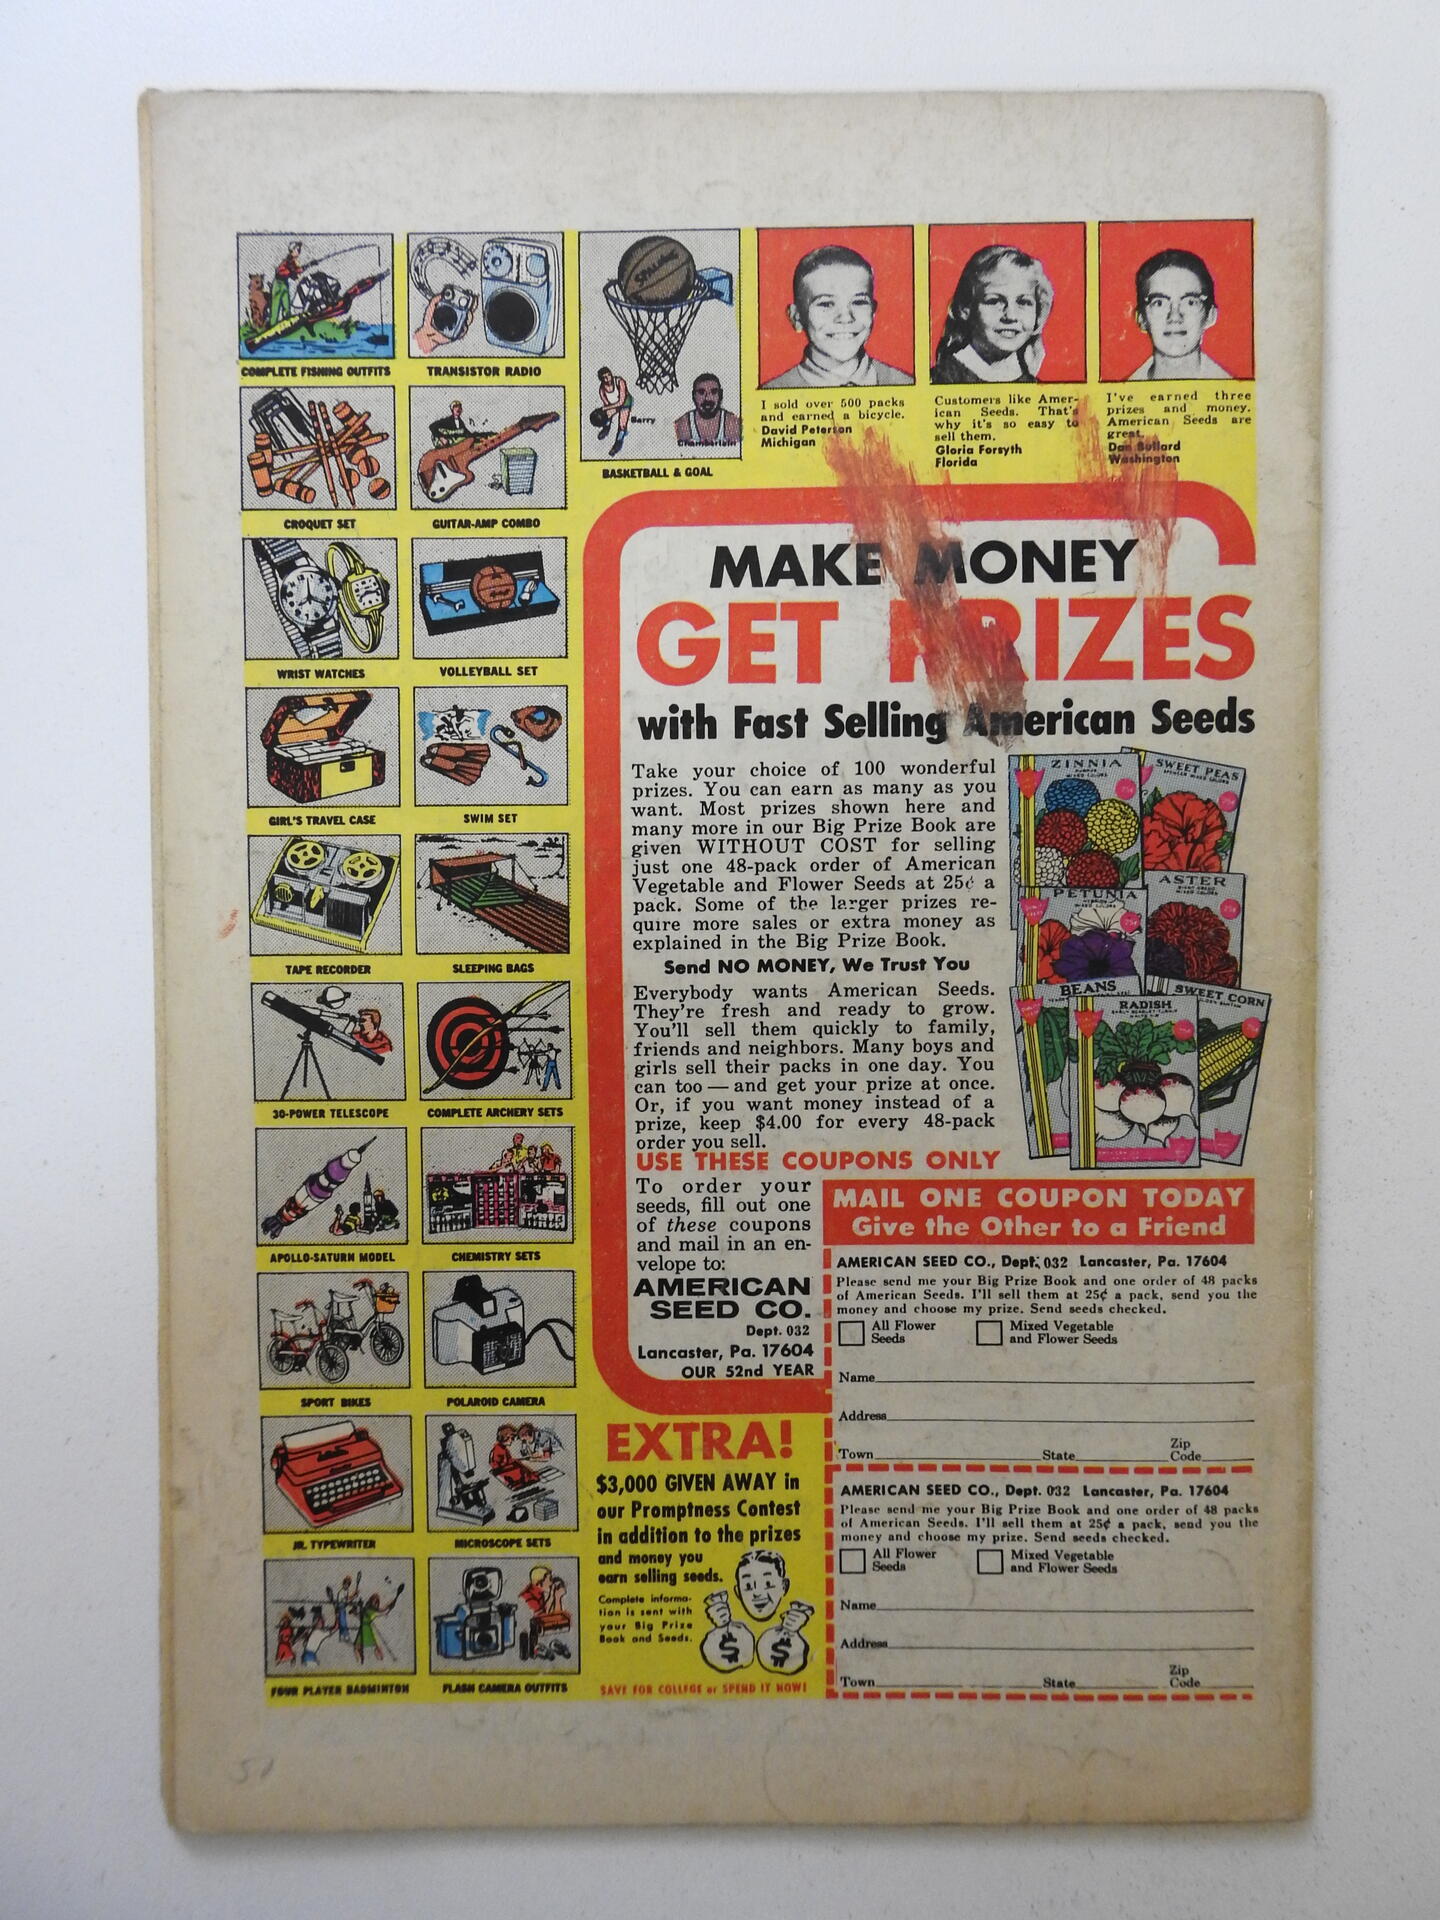 COMPLETE FISHING OUTFITS
TRANSISTOR RADIO
SPALDING
Barry
Chamberlain
BASKETBALL & GOAL
CROQUET SET
GUITAR-AMP COMBO
WRIST WATCHES
VOLLEYBALL SET
GIRL'S TRAVEL CASE
SWIM SET
TAPE RECORDER
SLEEPING BAGS
30-POWER TELESCOPE
COMPLETE ARCHERY SETS
APOLLO-SATURN MODEL
CHEMISTRY SETS
SPORT BIKES
POLAROID CAMERA
JR. TYPEWRITER
MICROSCOPE SETS
FOUR PLAYER BADMINTON
FLASH CAMERA OUTFITS
I sold over 500 packs
and earned a bicycle.
David Peterson
Michigan
Customers like Amer-
ican Seeds. That's
why it's so easy to
sell them.
Gloria Forsyth
Florida
I've earned three
prizes and money.
American Seeds are
great.
Dan Bullard
Washington
MAKE MONEY
GET PRIZES
with Fast Selling American Seeds
Take your choice of 100 wonderful
prizes. You can earn as many as you
want. Most prizes shown here and
many more in our Big Prize Book are
given WITHOUT COST for selling
just one 48-pack order of American
Vegetable and Flower Seeds at 25¢ a
pack. Some of the larger prizes re-
quire more sales or extra money as
explained in the Big Prize Book.
Send NO MONEY, We Trust You
Everybody wants American Seeds.
They're fresh and ready to grow.
You'll sell them quickly to family,
friends and neighbors. Many boys and
girls sell their packs in one day. You
can too — and get your prize at once.
Or, if you want money instead of a
prize, keep $4.00 for every 48-pack
order you sell.
USE THESE COUPONS ONLY
ZINNIA
MIXED COLORS
25¢
SWEET PEAS
SPENCER MIXED COLORS
25¢
PETUNIA
MIXED COLORS
25¢
ASTER
MIXED COLORS
25¢
BEANS
RADISH
SWEET CORN
To order your
seeds, fill out one
of these coupons
and mail in an en-
velope to:
AMERICAN
SEED CO.
Dept. 032
Lancaster, Pa. 17604
OUR 52nd YEAR
MAIL ONE COUPON TODAY
Give the Other to a Friend
AMERICAN SEED CO., Dept. 032 Lancaster, Pa. 17604
Please send me your Big Prize Book and one order of 48 packs
of American Seeds. I'll sell them at 25¢ a pack, send you the
money and choose my prize. Send seeds checked.
All Flower
Seeds
Mixed Vegetable
and Flower Seeds
Name
Address
Town State Zip Code
AMERICAN SEED CO., Dept. 032 Lancaster, Pa. 17604
Please send me your Big Prize Book and one order of 48 packs
of American Seeds. I'll sell them at 25¢ a pack, send you the
money and choose my prize. Send seeds checked.
All Flower
Seeds
Mixed Vegetable
and Flower Seeds
Name
Address
Town State Zip Code
EXTRA!
$3,000 GIVEN AWAY in
our Promptness Contest
in addition to the prizes
and money you
earn selling seeds.
Complete informa-
tion is sent with
your Big Prize
Book and Seeds.
$ $
SAVE FOR COLLEGE or SPEND IT NOW!